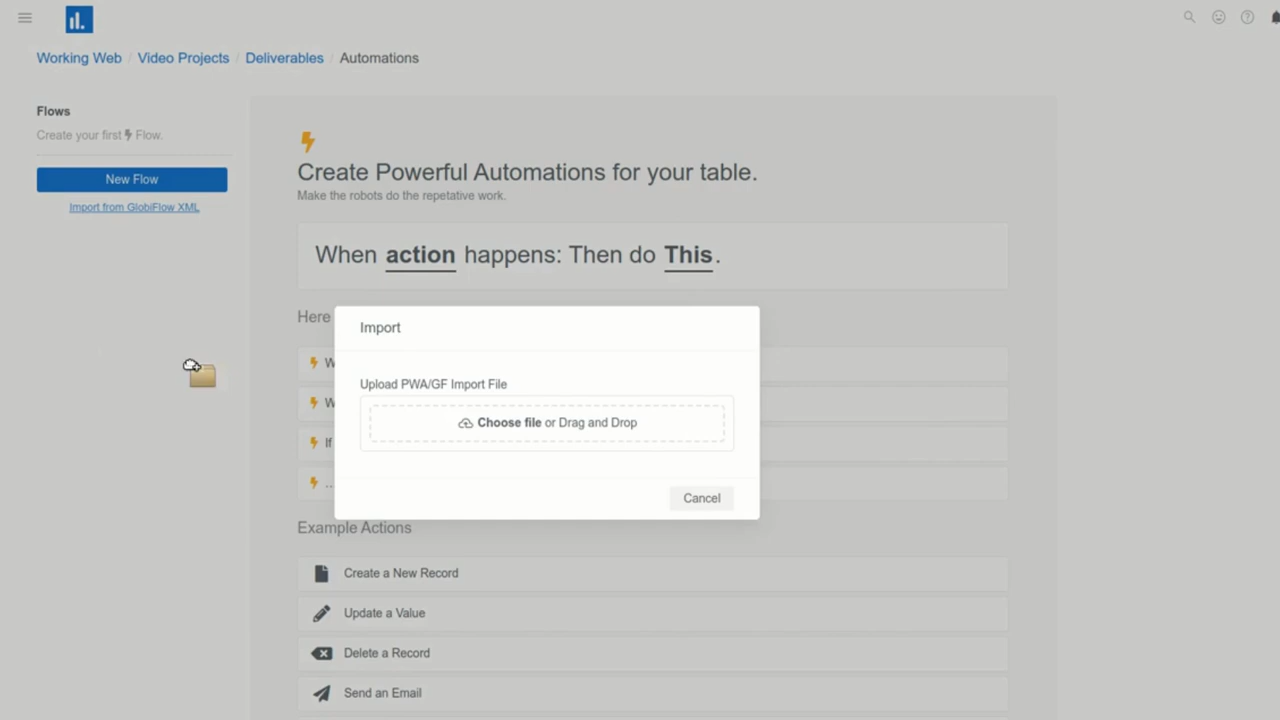 Working Web / Video Projects / Deliverables / Automations
Flows
Create your first Flow.
New Flow
Import from GlobiFlow XML
Create Powerful Automations for your table.
Make the robots do the repetative work.
When action happens: Then do This.
Here
W
W
If
...
Import
Upload PWA/GF Import File
Choose file or Drag and Drop
Cancel
Example Actions
Create a New Record
Update a Value
Delete a Record
Send an Email